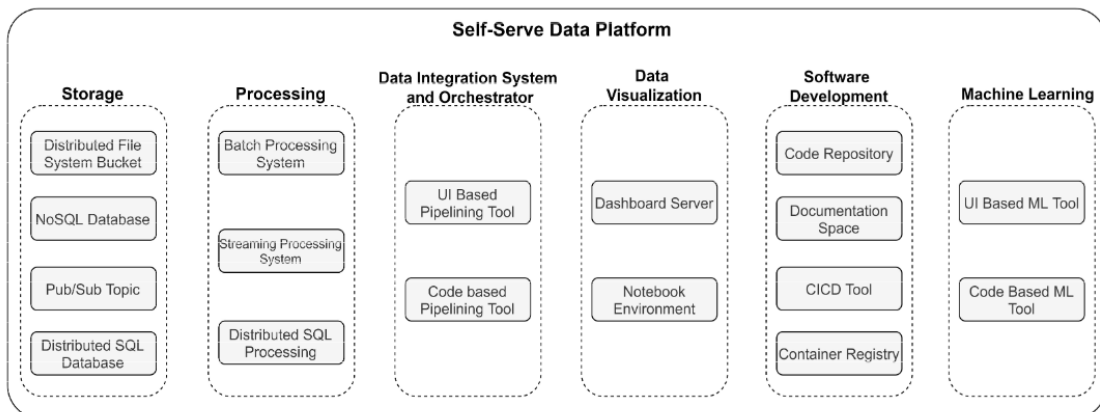 Self-Serve Data Platform
Storage
Distributed File
System Bucket
NoSQL Database
Pub/Sub Topic
Distributed SQL
Database
Processing
Batch Processing
System
Streaming Processing
System
Distributed SQL
Processing
Data Integration System
and Orchestrator
UI Based
Pipelining Tool
Code based
Pipelining Tool
Data
Visualization
Dashboard Server
Notebook
Environment
Software
Development
Code Repository
Documentation
Space
CICD Tool
Container Registry
Machine Learning
UI Based ML Tool
Code Based ML
Tool